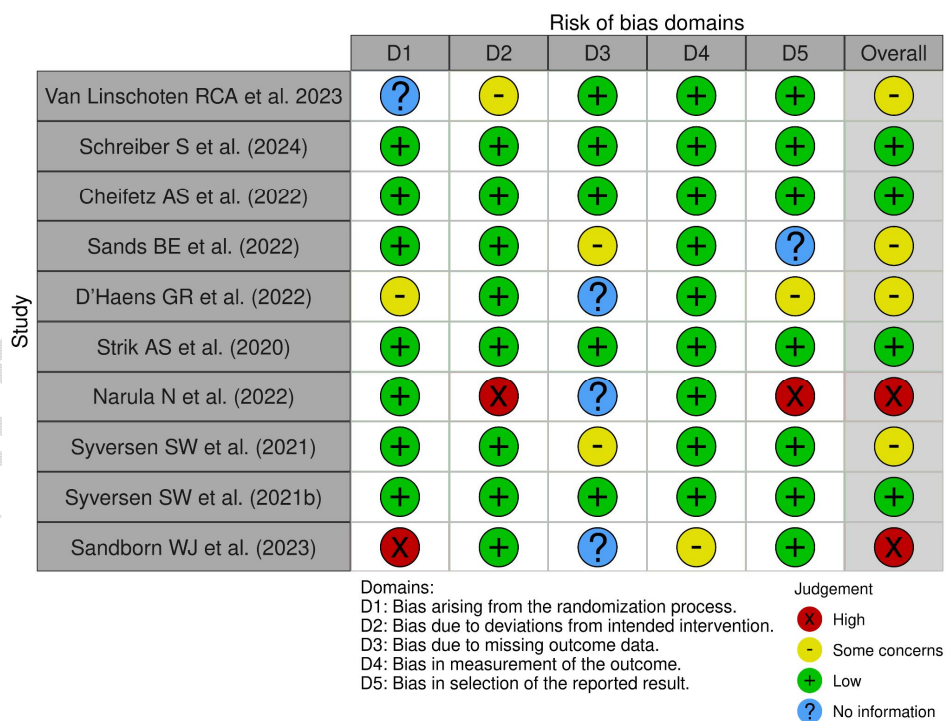 Risk of bias domains
D1 D2 D3 D4 D5 Overall
Study
Van Linschoten RCA et al. 2023 ? - + + + -
Schreiber S et al. (2024) + + + + + +
Cheifetz AS et al. (2022) + + + + + +
Sands BE et al. (2022) + + - + ? -
D'Haens GR et al. (2022) - + ? + - -
Strik AS et al. (2020) + + + + + +
Narula N et al. (2022) + X ? + X X
Syversen SW et al. (2021) + + - + + -
Syversen SW et al. (2021b) + + + + + +
Sandborn WJ et al. (2023) X + ? - + X
Domains:
D1: Bias arising from the randomization process.
D2: Bias due to deviations from intended intervention.
D3: Bias due to missing outcome data.
D4: Bias in measurement of the outcome.
D5: Bias in selection of the reported result.
Judgement
X High
- Some concerns
+ Low
? No information